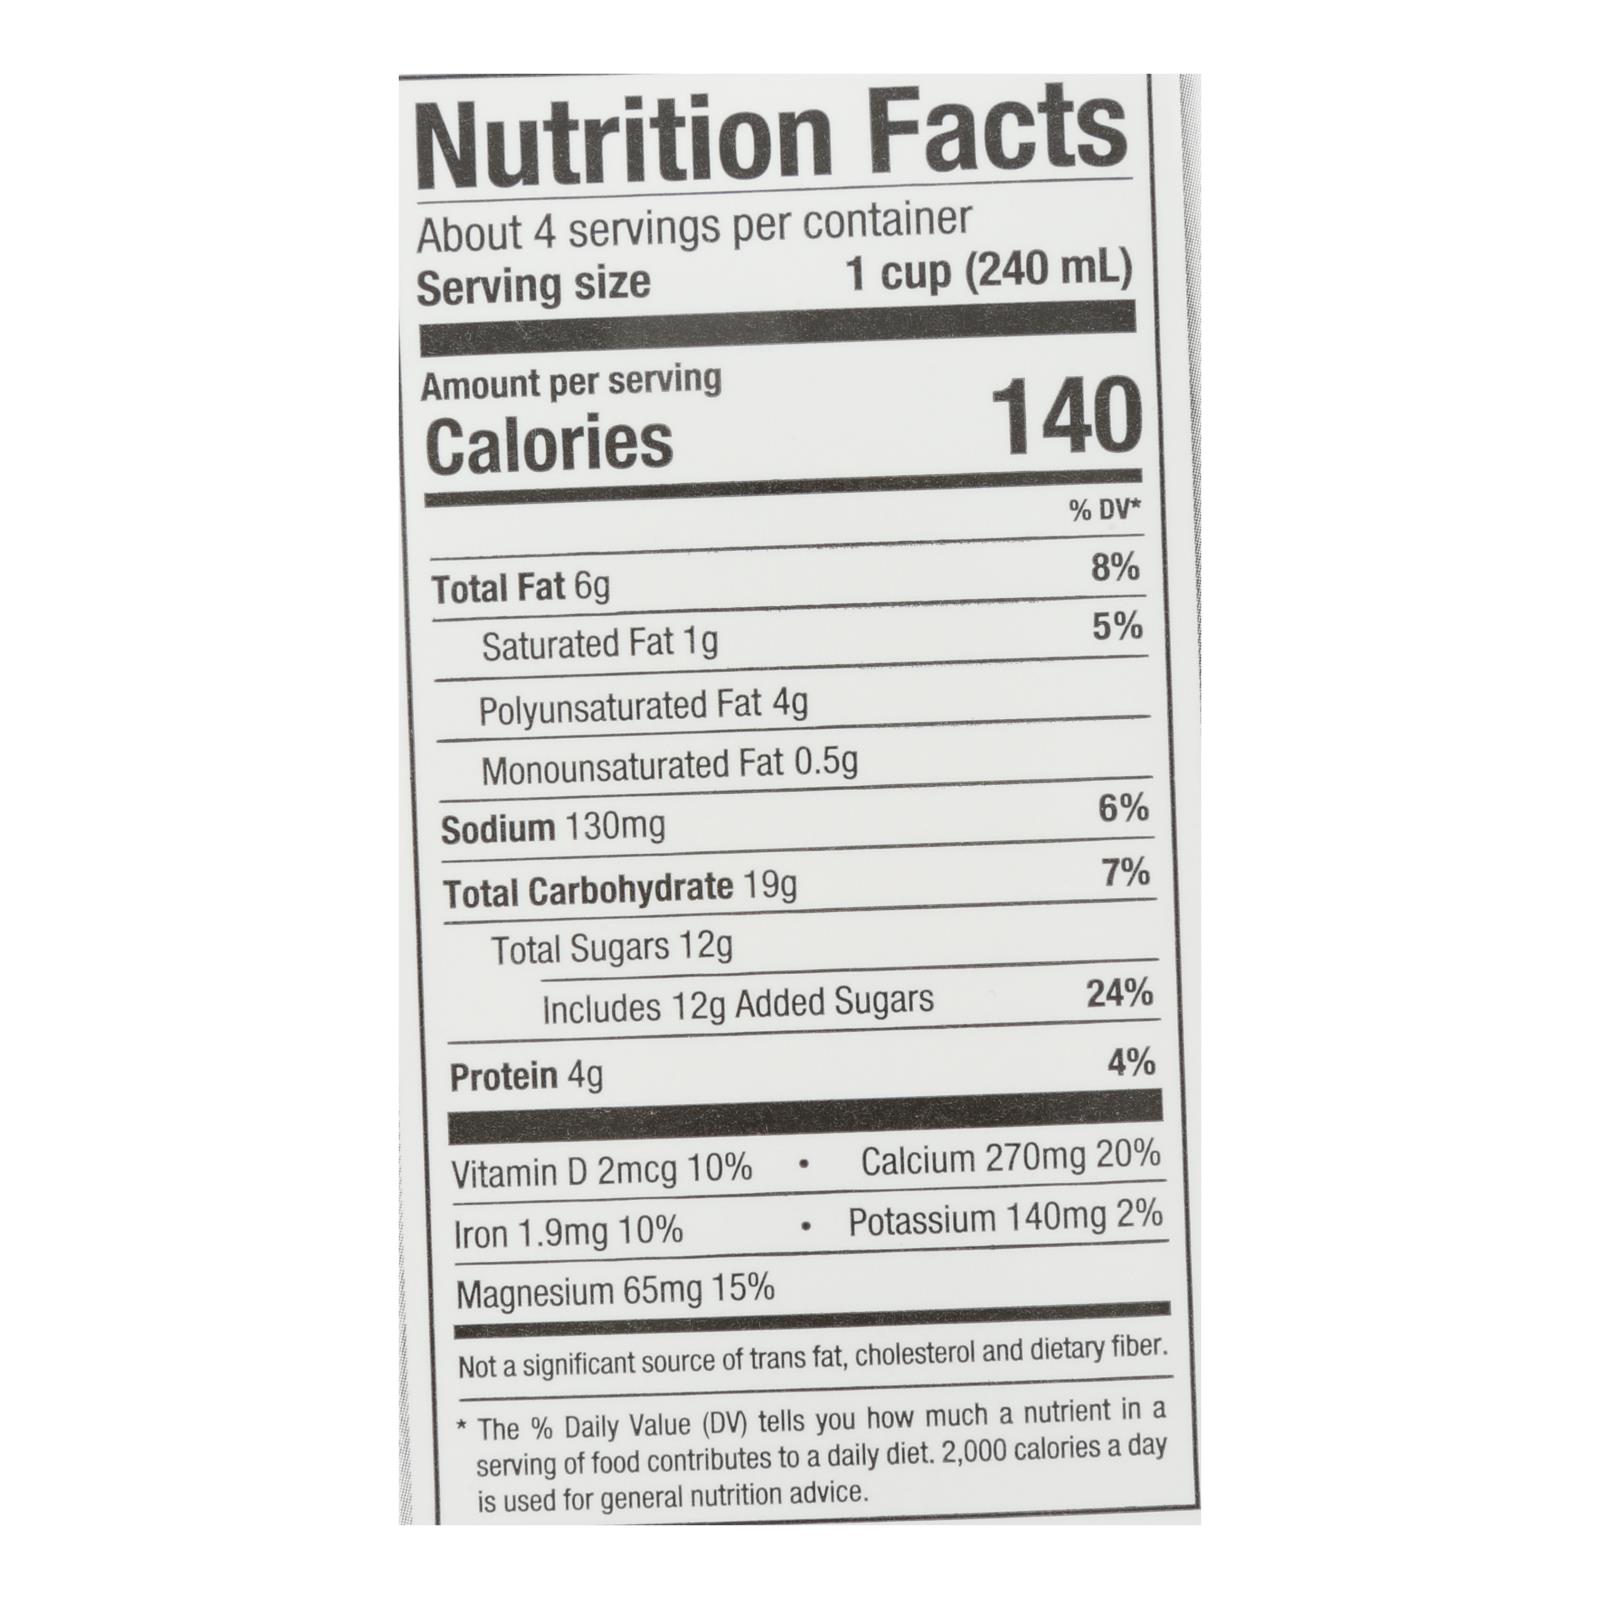 Nutrition Facts
About 4 servings per container
Serving size 1 cup (240 mL)
Amount per serving
Calories 140
% DV*
Total Fat 6g 8%
Saturated Fat 1g 5%
Polyunsaturated Fat 4g
Monounsaturated Fat 0.5g
Sodium 130mg 6%
Total Carbohydrate 19g 7%
Total Sugars 12g
Includes 12g Added Sugars 24%
Protein 4g 4%
Vitamin D 2mcg 10% • Calcium 270mg 20%
Iron 1.9mg 10% • Potassium 140mg 2%
Magnesium 65mg 15%
Not a significant source of trans fat, cholesterol and dietary fiber.
* The % Daily Value (DV) tells you how much a nutrient in a
serving of food contributes to a daily diet. 2,000 calories a day
is used for general nutrition advice.